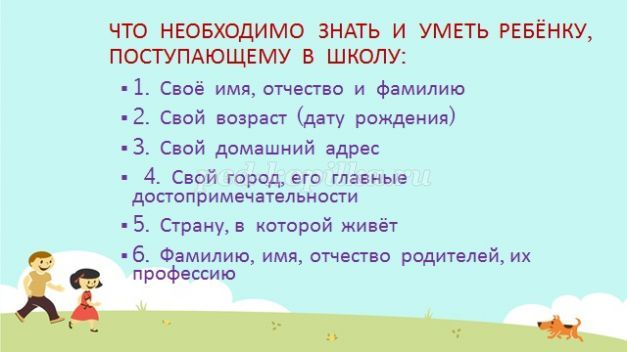 ЧТО НЕОБХОДИМО ЗНАТЬ И УМЕТЬ РЕБЁНКУ,
ПОСТУПАЮЩЕМУ В ШКОЛУ:
▪ 1. Своё имя, отчество и фамилию
▪ 2. Свой возраст (дату рождения)
▪ 3. Свой домашний адрес
▪ 4. Свой город, его главные
достопримечательности
▪ 5. Страну, в которой живёт
▪ 6. Фамилию, имя, отчество родителей, их
профессию